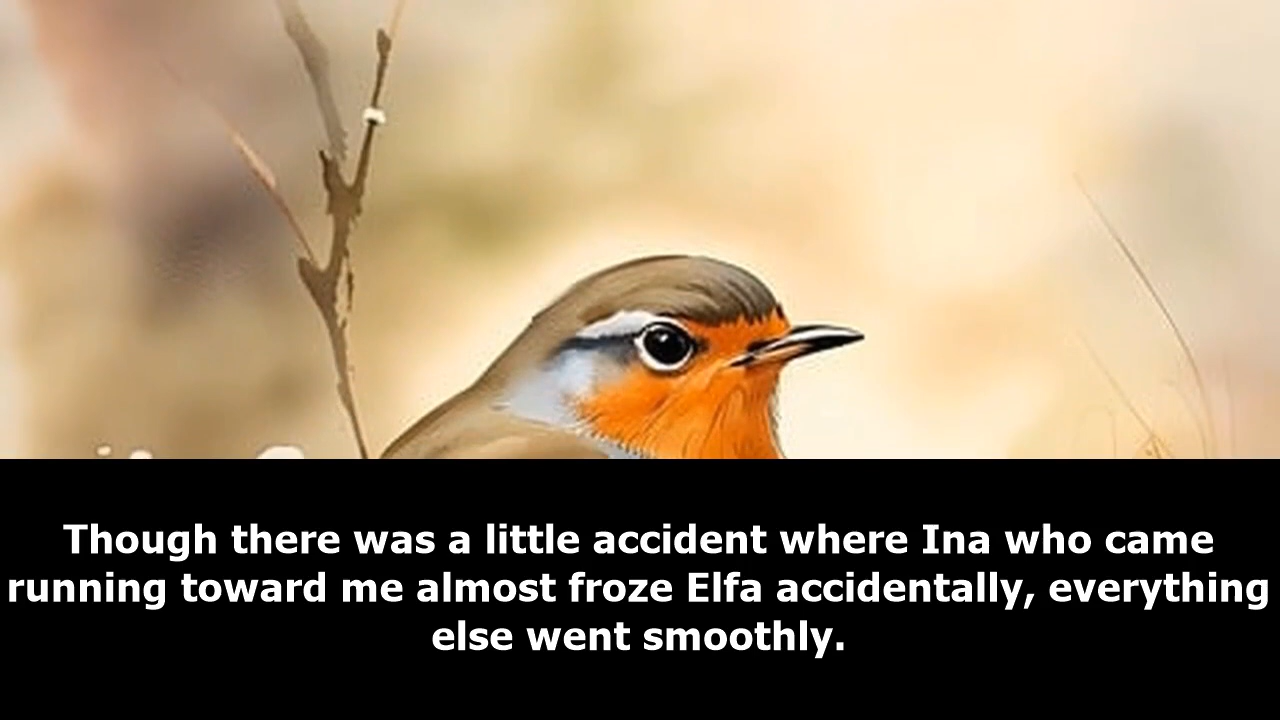 Though there was a little accident where Ina who came
running toward me almost froze Elfa accidentally, everything
else went smoothly.